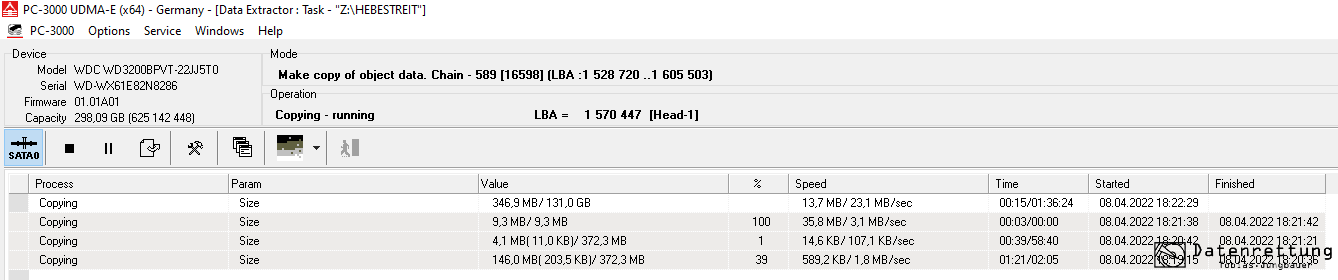 PC-3000 UDMA-E (x64) - Germany - [Data Extractor : Task - "Z:\HEBESTREIT"]
PC-3000 Options Service Windows Help
Device
Model WDC WD3200BPVT-22JJ5T0
Serial WD-WX61E82N8286
Firmware 01.01A01
Capacity 298,09 GB (625 142 448)
Mode
Make copy of object data. Chain - 589 [16598] (LBA :1 528 720 ..1 605 503)
Operation
Copying - running LBA = 1 570 447 [Head-1]
SATA0
Process Param Value % Speed Time Started Finished
Copying Size 346,9 MB/ 131,0 GB 13,7 MB/ 23,1 MB/sec 00:15/01:36:24 08.04.2022 18:22:29
Copying Size 9,3 MB/ 9,3 MB 100 35,8 MB/ 3,1 MB/sec 00:03/00:00 08.04.2022 18:21:38 08.04.2022 18:21:42
Copying Size 4,1 MB( 11,0 KB)/ 372,3 MB 1 14,6 KB/ 107,1 KB/sec 00:39/58:40 08.04.2022 18:20:42 08.04.2022 18:21:21
Copying Size 146,0 MB( 203,5 KB)/ 372,3 MB 39 589,2 KB/ 1,8 MB/sec 01:21/02:05 08.04.2022 18:19:15 08.04.2022 18:20:36
Datenrettung
Tobias Jungbauer